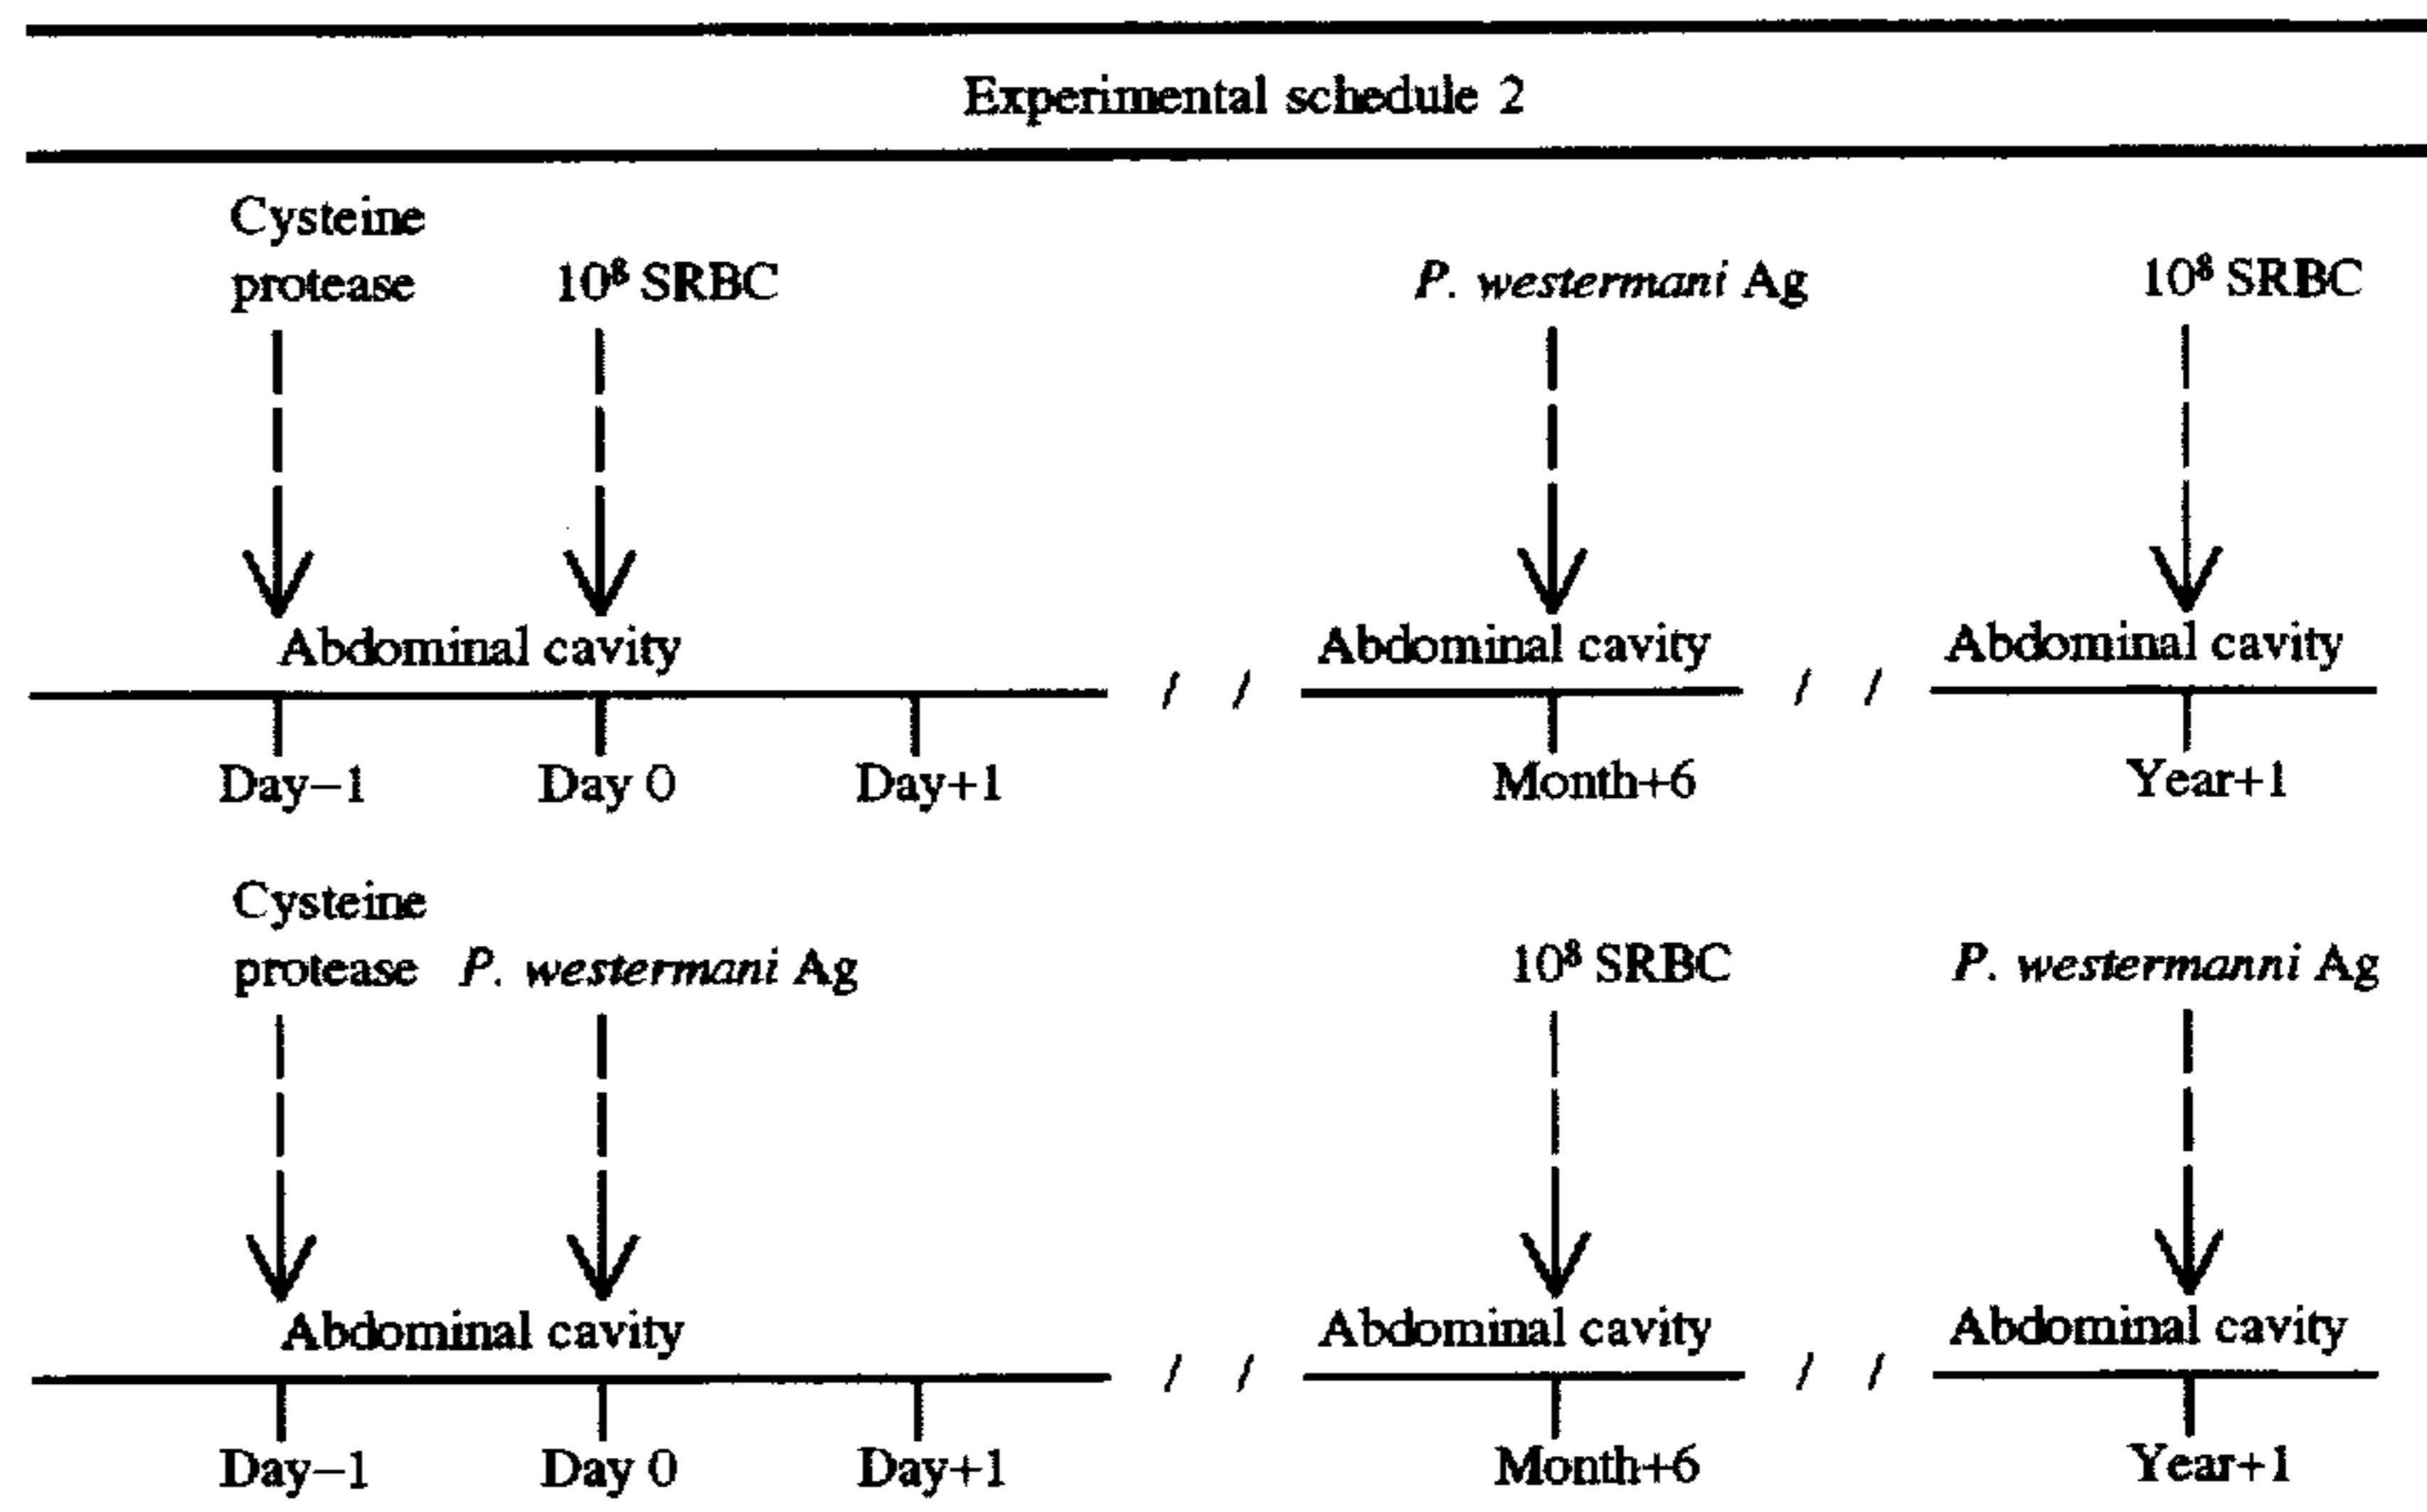 Experimental schedule 2
Cysteine
protease 10⁸ SRBC P. westermani Ag 10⁸ SRBC
Abdominal cavity Abdominal cavity Abdominal cavity
/ / / /
Day−1 Day 0 Day+1 Month+6 Year+1
Cysteine
protease P. westermani Ag 10⁸ SRBC P. westermanni Ag
Abdominal cavity Abdominal cavity Abdominal cavity
/ / / /
Day−1 Day 0 Day+1 Month+6 Year+1